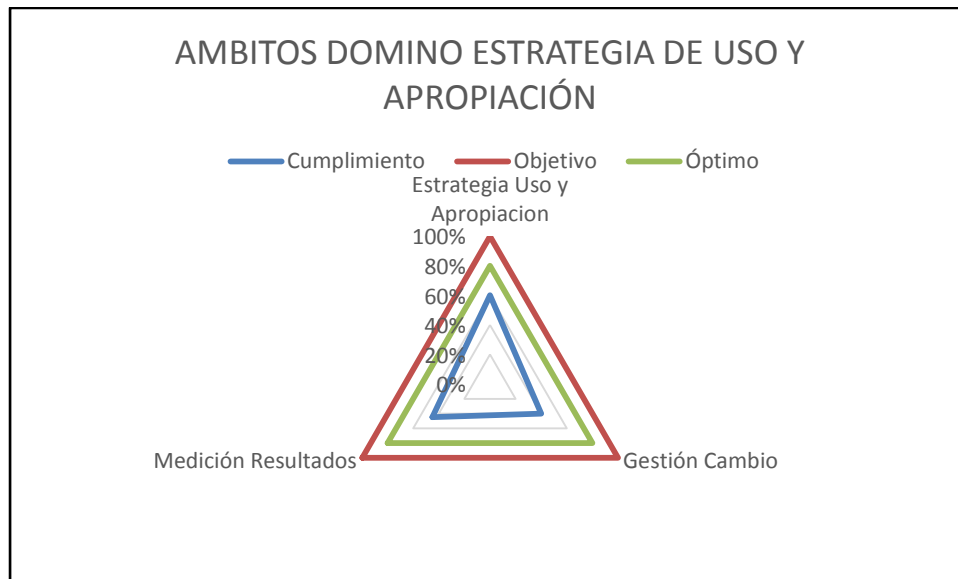 AMBITOS DOMINO ESTRATEGIA DE USO Y
APROPIACIÓN
Cumplimiento
Objetivo
Óptimo
Estrategia Uso y
Apropiacion
100%
80%
60%
40%
20%
0%
Medición Resultados
Gestión Cambio